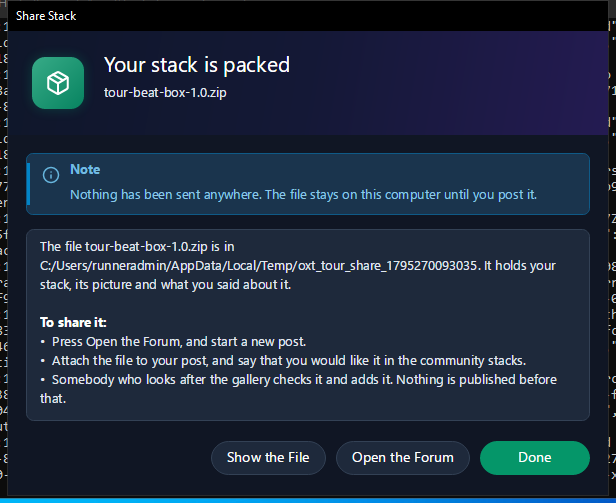 Share Stack
Your stack is packed
tour-beat-box-1.0.zip
Note
Nothing has been sent anywhere. The file stays on this computer until you post it.
The file tour-beat-box-1.0.zip is in
C:/Users/runneradmin/AppData/Local/Temp/oxt_tour_share_1795270093035. It holds your
stack, its picture and what you said about it.
To share it:
• Press Open the Forum, and start a new post.
• Attach the file to your post, and say that you would like it in the community stacks.
• Somebody who looks after the gallery checks it and adds it. Nothing is published before
that.
Show the File
Open the Forum
Done